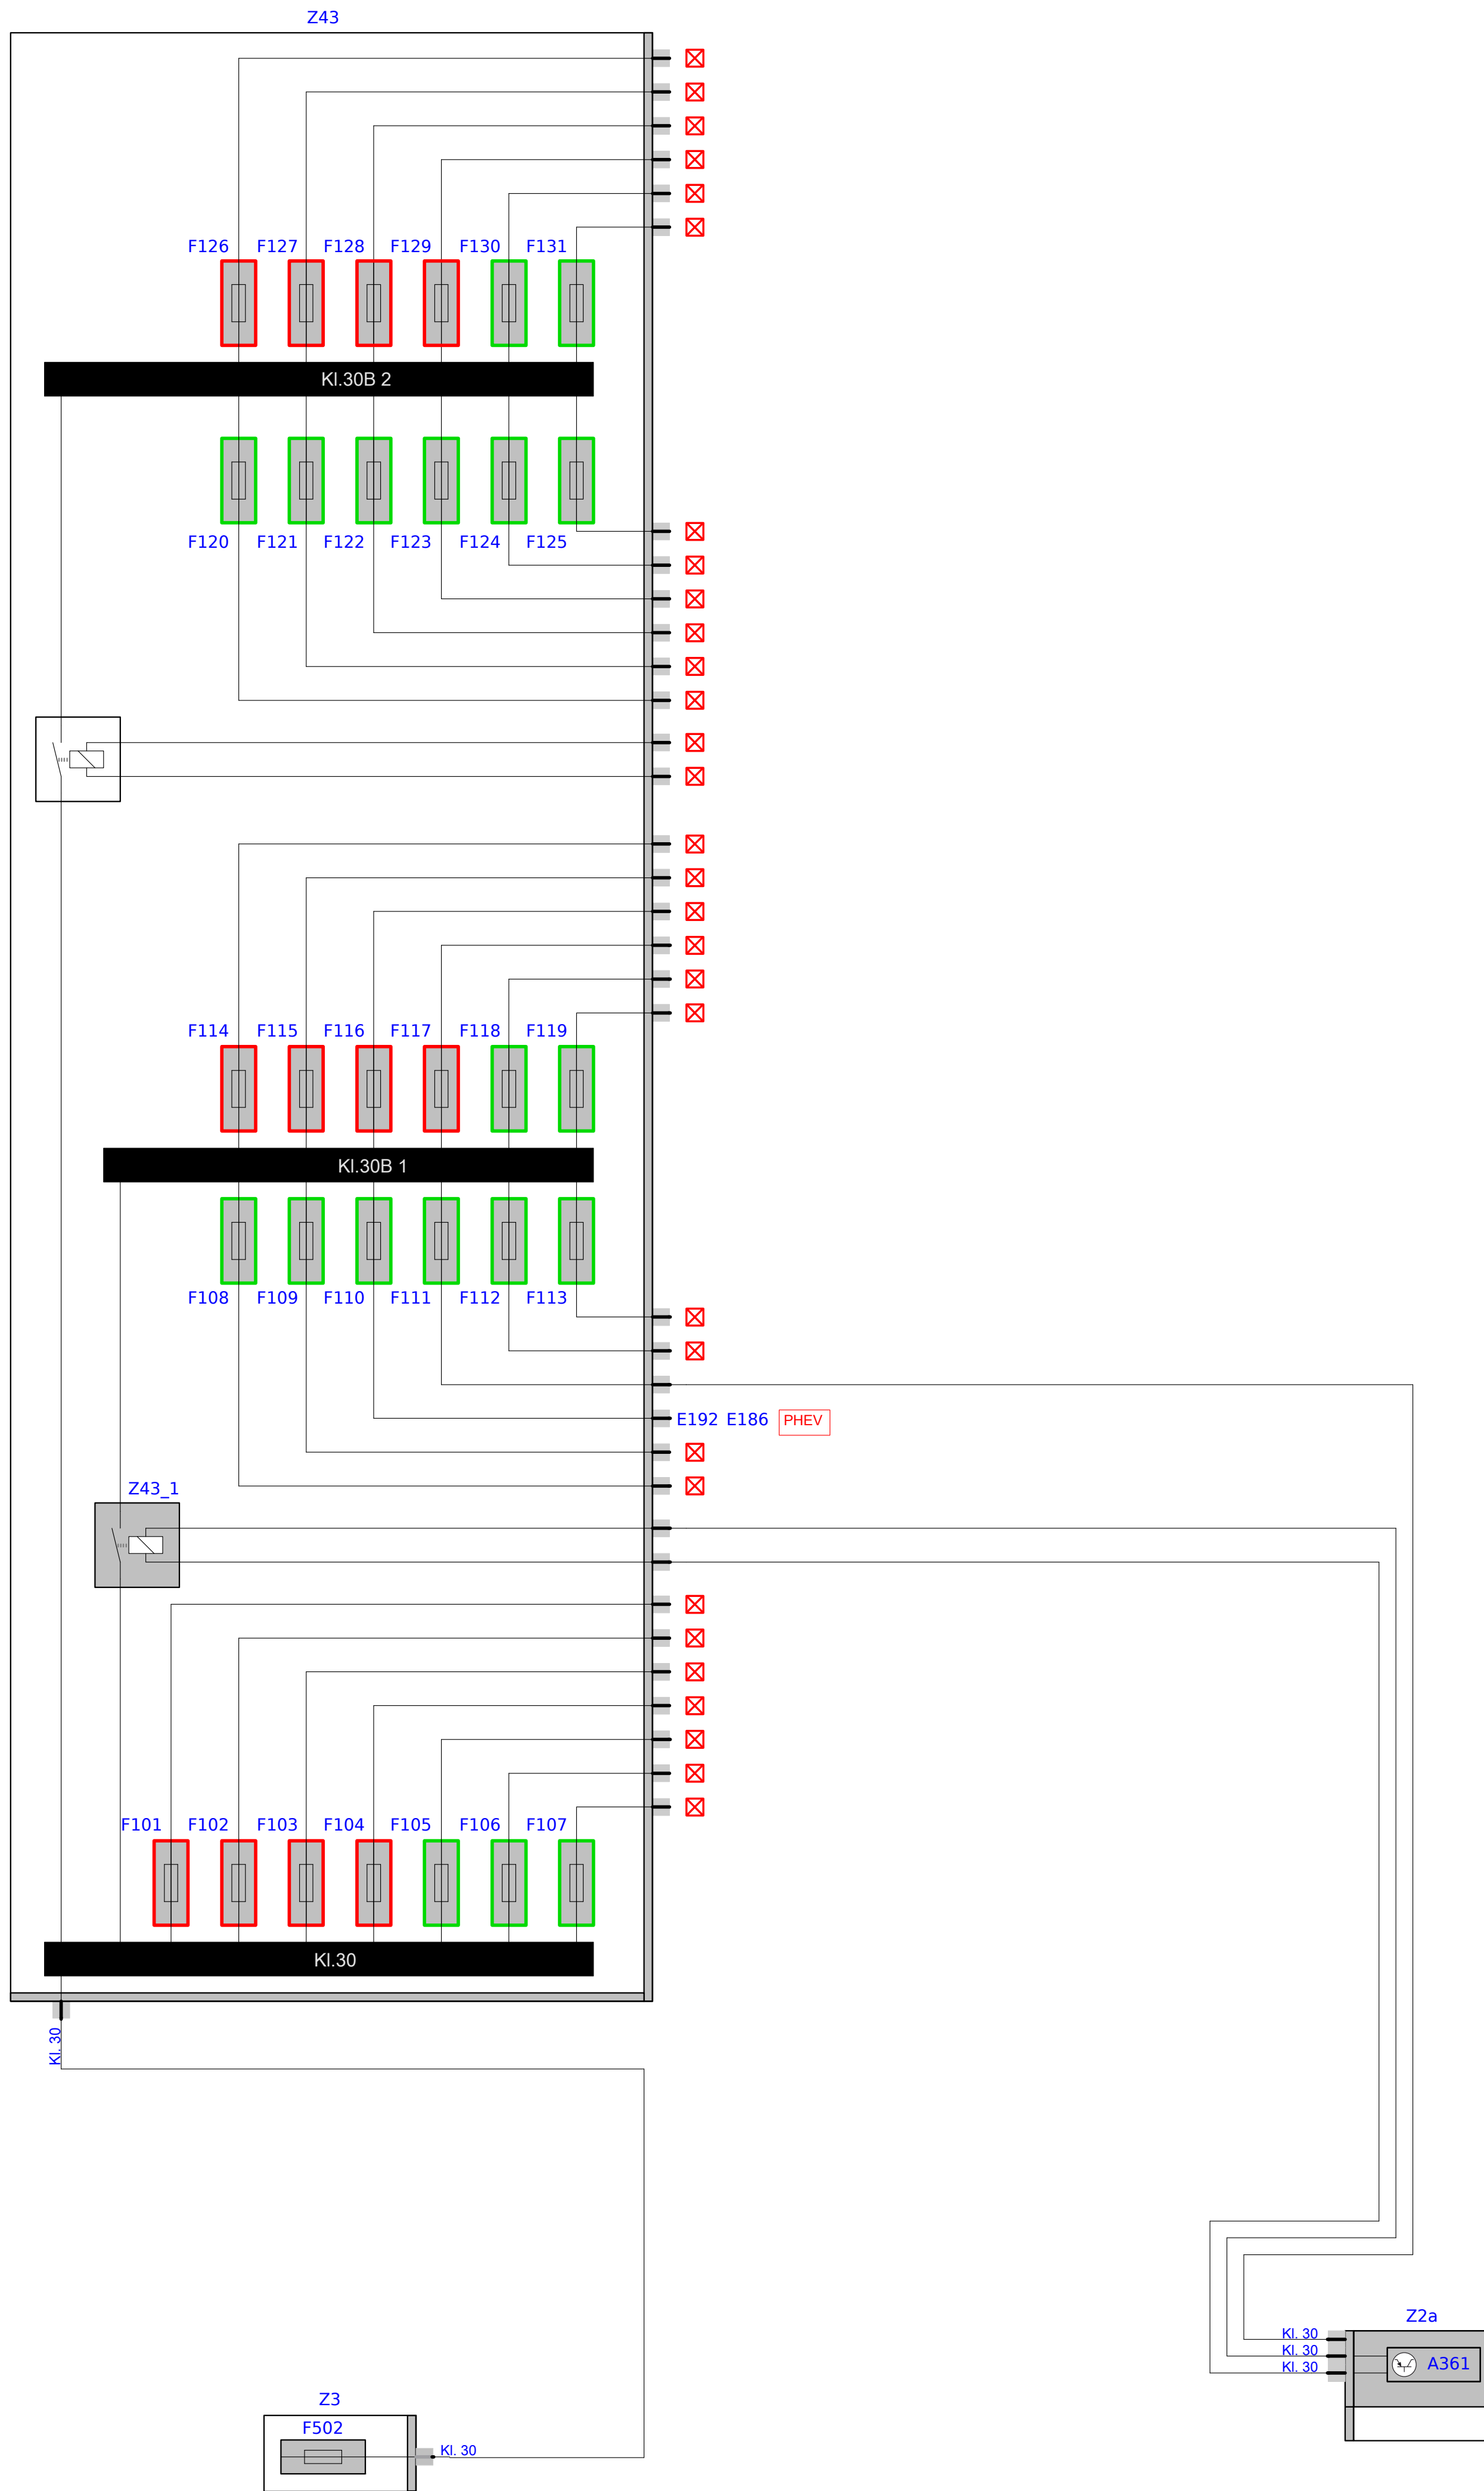 Z43
F126 F127 F128 F129 F130 F131
Kl.30B 2
F120 F121 F122 F123 F124 F125
F114 F115 F116 F117 F118 F119
Kl.30B 1
F108 F109 F110 F111 F112 F113
E192 E186 PHEV
Z43_1
F101 F102 F103 F104 F105 F106 F107
Kl.30
Kl. 30
Z2a
Kl. 30
Kl. 30
Kl. 30
A361
Z3
F502
Kl. 30